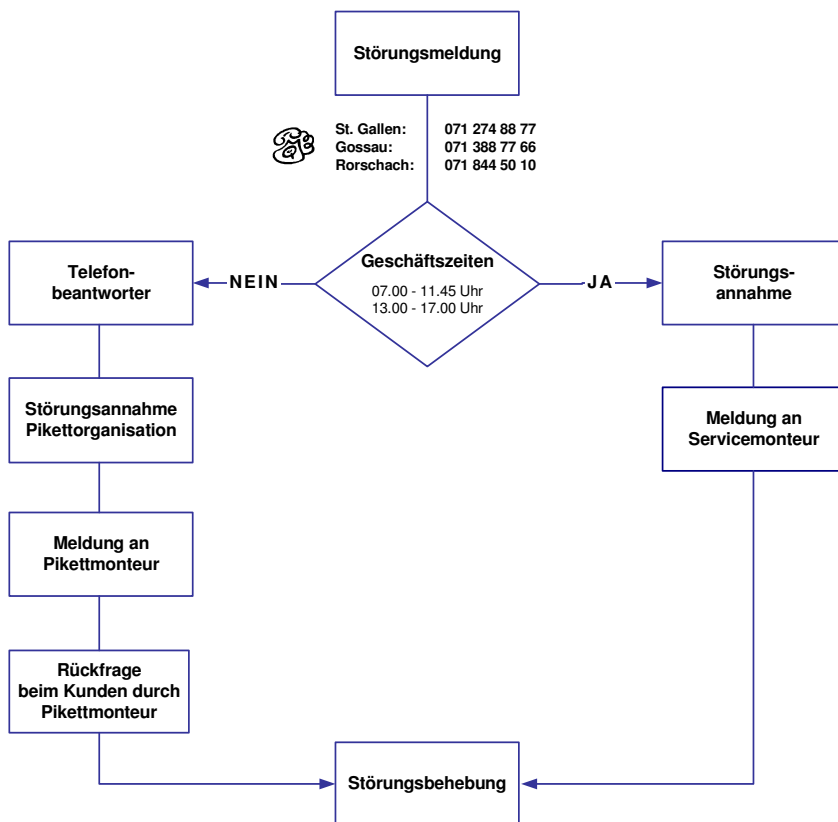 Störungsmeldung
St. Gallen: 071 274 88 77
Gossau: 071 388 77 66
Rorschach: 071 844 50 10
Geschäftszeiten
07.00 - 11.45 Uhr
13.00 - 17.00 Uhr
NEIN
JA
Telefon-
beantworter
Störungsannahme
Pikettorganisation
Meldung an
Pikettmonteur
Rückfrage
beim Kunden durch
Pikettmonteur
Störungs-
annahme
Meldung an
Servicemonteur
Störungsbehebung